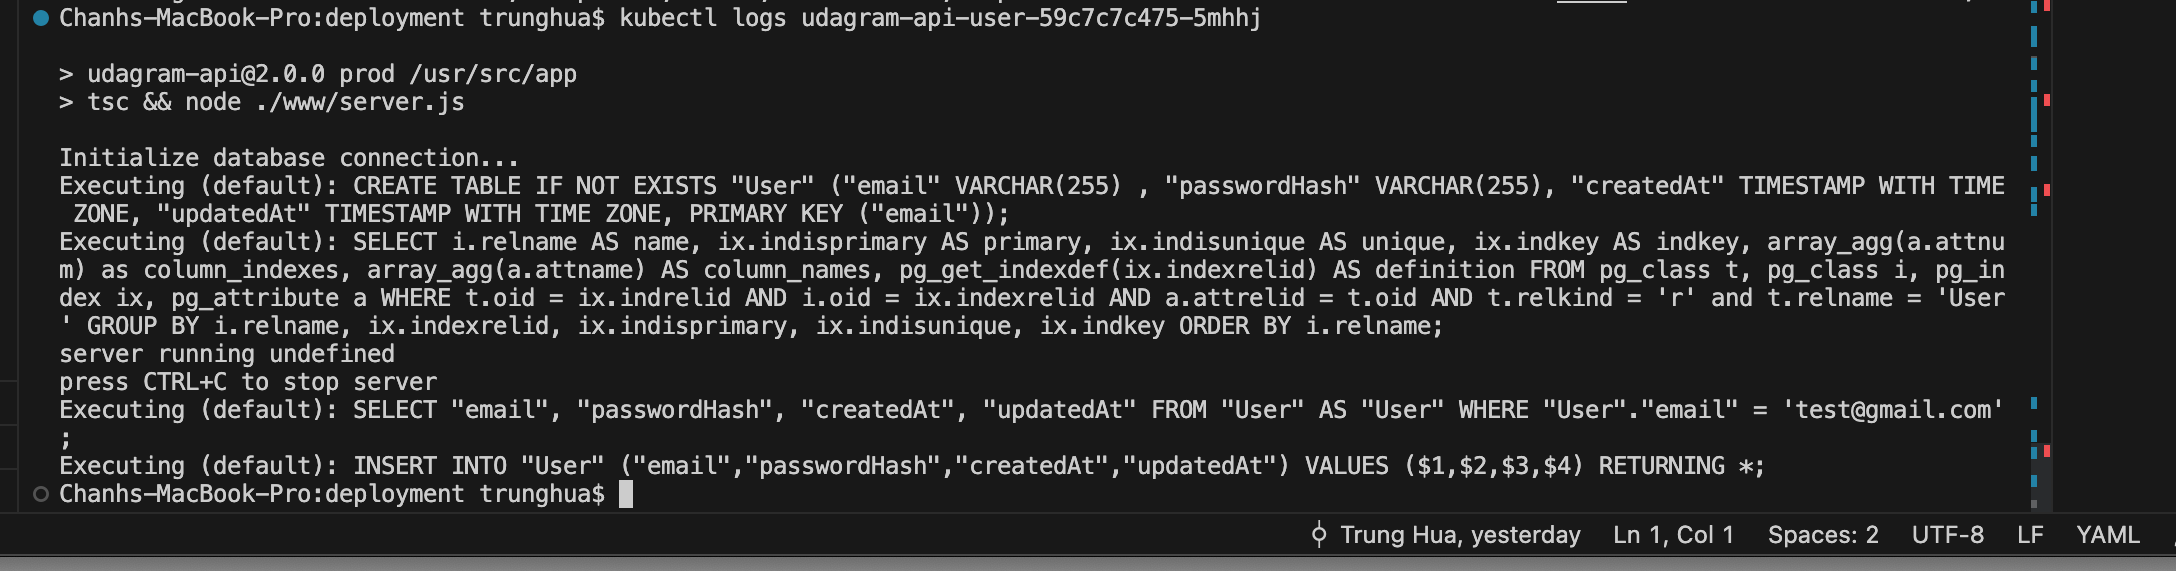 Chanhs-MacBook-Pro:deployment trunghua$ kubectl logs udagram-api-user-59c7c7c475-5mhhj
> udagram-api@2.0.0 prod /usr/src/app
> tsc && node ./www/server.js
Initialize database connection...
Executing (default): CREATE TABLE IF NOT EXISTS "User" ("email" VARCHAR(255) , "passwordHash" VARCHAR(255), "createdAt" TIMESTAMP WITH TIME
 ZONE, "updatedAt" TIMESTAMP WITH TIME ZONE, PRIMARY KEY ("email"));
Executing (default): SELECT i.relname AS name, ix.indisprimary AS primary, ix.indisunique AS unique, ix.indkey AS indkey, array_agg(a.attnu
m) as column_indexes, array_agg(a.attname) AS column_names, pg_get_indexdef(ix.indexrelid) AS definition FROM pg_class t, pg_class i, pg_in
dex ix, pg_attribute a WHERE t.oid = ix.indrelid AND i.oid = ix.indexrelid AND a.attrelid = t.oid AND t.relkind = 'r' and t.relname = 'User
' GROUP BY i.relname, ix.indexrelid, ix.indisprimary, ix.indisunique, ix.indkey ORDER BY i.relname;
server running undefined
press CTRL+C to stop server
Executing (default): SELECT "email", "passwordHash", "createdAt", "updatedAt" FROM "User" AS "User" WHERE "User"."email" = 'test@gmail.com'
;
Executing (default): INSERT INTO "User" ("email","passwordHash","createdAt","updatedAt") VALUES ($1,$2,$3,$4) RETURNING *;
Chanhs-MacBook-Pro:deployment trunghua$
Trung Hua, yesterday Ln 1, Col 1 Spaces: 2 UTF-8 LF YAML